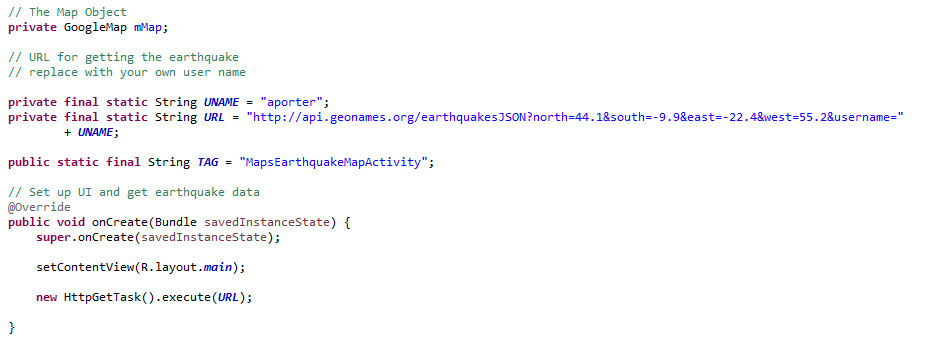 // The Map Object
private GoogleMap mMap;
// URL for getting the earthquake
// replace with your own user name
private final static String UNAME = "aporter";
private final static String URL = "http://api.geonames.org/earthquakesJSON?north=44.1&south=-9.9&east=-22.4&west=55.2&username="
        + UNAME;
public static final String TAG = "MapsEarthquakeMapActivity";
// Set up UI and get earthquake data
@Override
public void onCreate(Bundle savedInstanceState) {
    super.onCreate(savedInstanceState);
    setContentView(R.layout.main);
    new HttpGetTask().execute(URL);
}